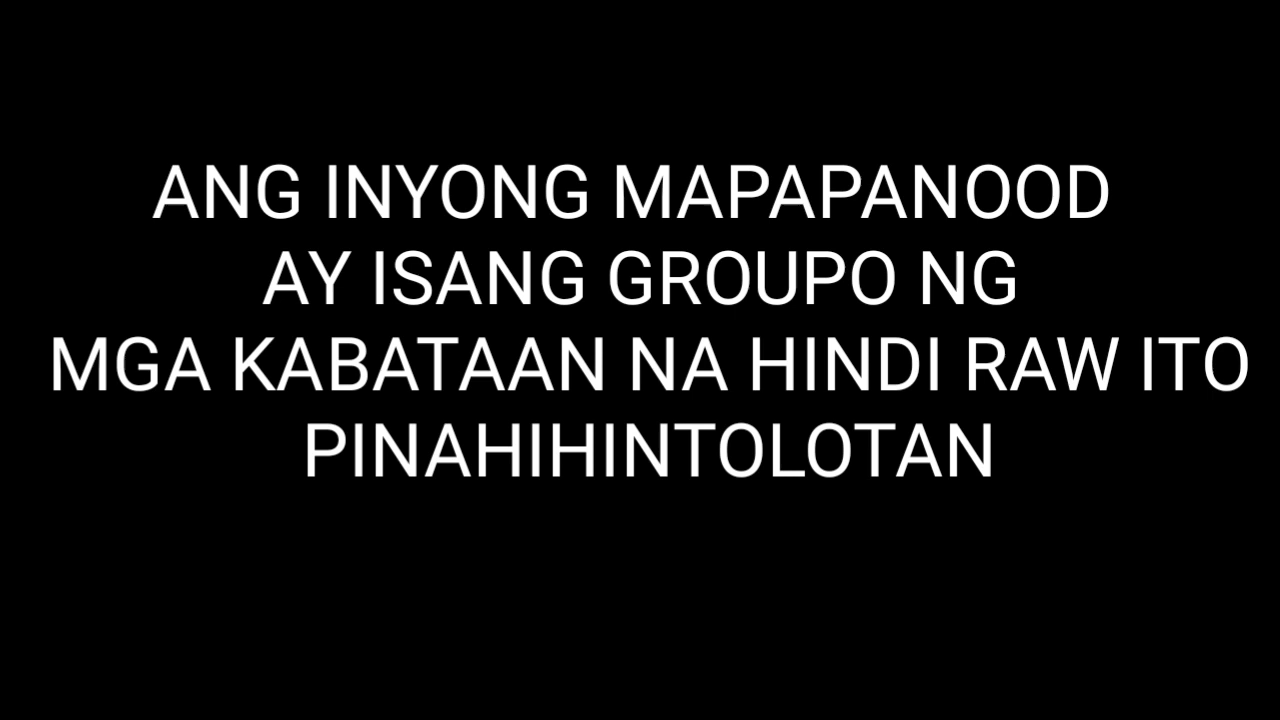 ANG INYONG MAPAPANOOD
AY ISANG GROUPO NG
MGA KABATAAN NA HINDI RAW ITO
PINAHIHINTOLOTAN